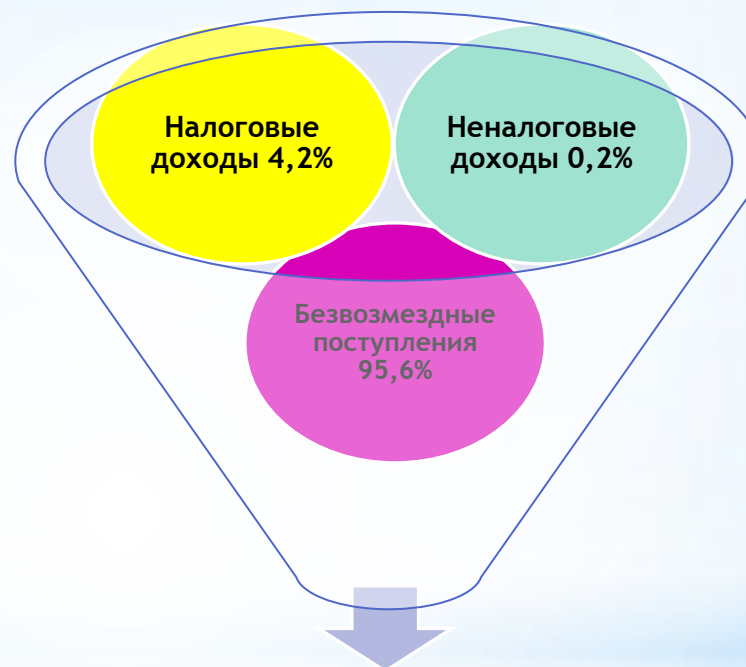 Налоговые
доходы 4,2%
Неналоговые
доходы 0,2%
Безвозмездные
поступления
95,6%